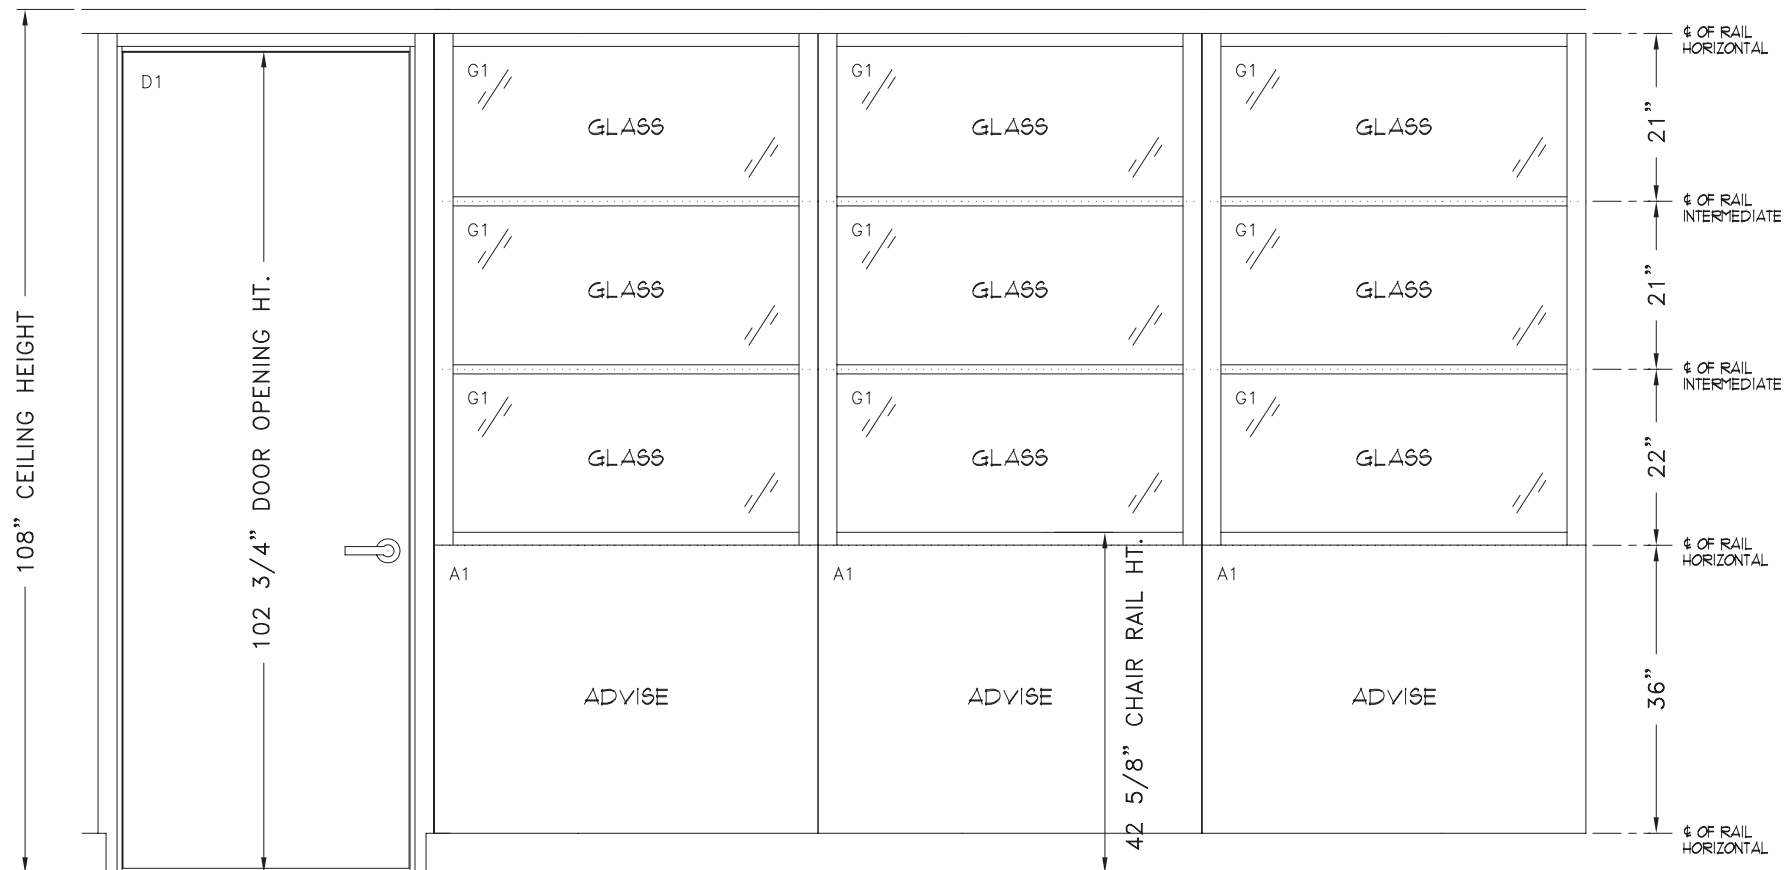 ℄ OF RAIL
HORIZONTAL
D1
G1
G1
G1
GLASS
GLASS
GLASS
21”
℄ OF RAIL
INTERMEDIATE
G1
G1
G1
GLASS
GLASS
GLASS
21”
108” CEILING HEIGHT
102 3/4” DOOR OPENING HT.
℄ OF RAIL
INTERMEDIATE
G1
G1
G1
GLASS
GLASS
GLASS
22”
℄ OF RAIL
HORIZONTAL
A1
A1
A1
ADVISE
ADVISE
42 5/8” CHAIR RAIL HT.
ADVISE
36”
℄ OF RAIL
HORIZONTAL